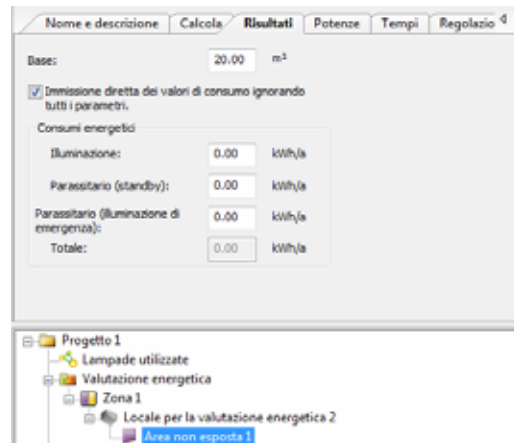 Nome e descrizione Calcola Risultati Potenze Tempi Regolazio
Base: 20.00 m²
Immissione diretta dei valori di consumo ignorando
tutti i parametri.
Consumi energetici
Illuminazione: 0.00 kWh/a
Parassitario (standby): 0.00 kWh/a
Parassitario (illuminazione di
emergenza): 0.00 kWh/a
Totale: 0.00 kWh/a
Progetto 1
Lampade utilizzate
Valutazione energetica
Zona 1
Locale per la valutazione energetica 2
Area non esposta 1